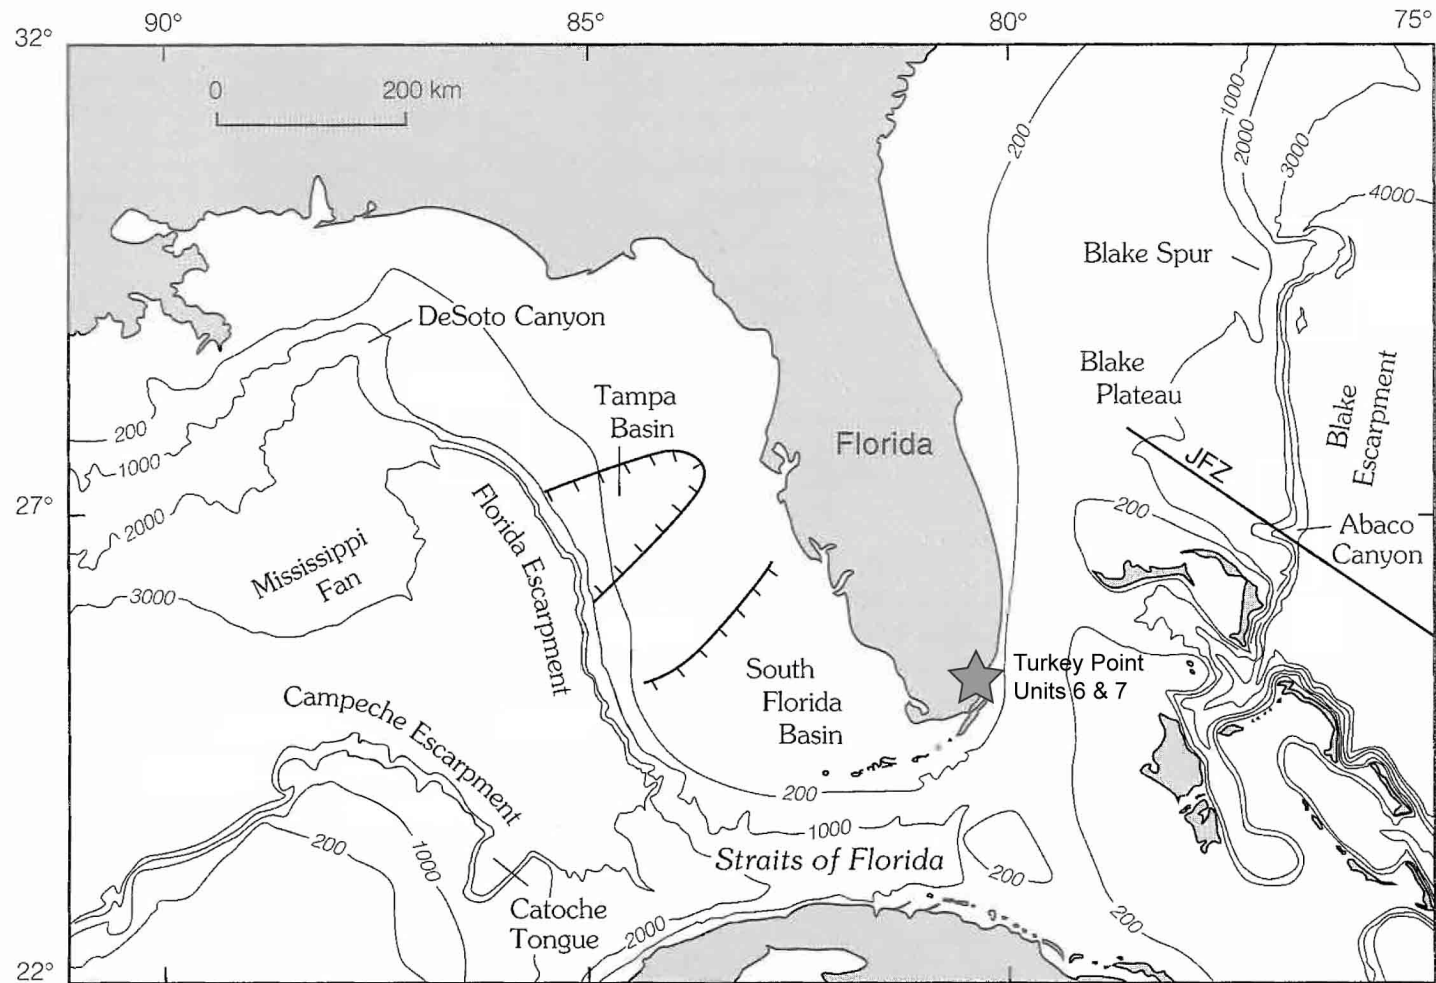 90°
85°
80°
75°
32°
0
200 km
200
1000
2000
3000
4000
Blake Spur
DeSoto Canyon
Blake
Plateau
Blake
Escarpment
Tampa
Basin
Florida
200
1000
2000
JFZ
27°
200
Abaco
Canyon
Florida Escarpment
Mississippi
Fan
3000
Turkey Point
Units 6 & 7
South
Florida
Basin
Campeche Escarpment
200
1000
Straits of Florida
200
1000
200
200
Catoche
Tongue
2000
22°